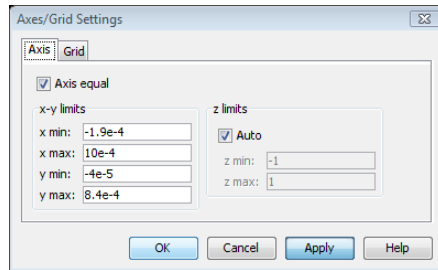 Axes/Grid Settings
Axis Grid
Axis equal
x-y limits
x min: -1.9e-4
x max: 10e-4
y min: -4e-5
y max: 8.4e-4
z limits
Auto
z min: -1
z max: 1
OK Cancel Apply Help